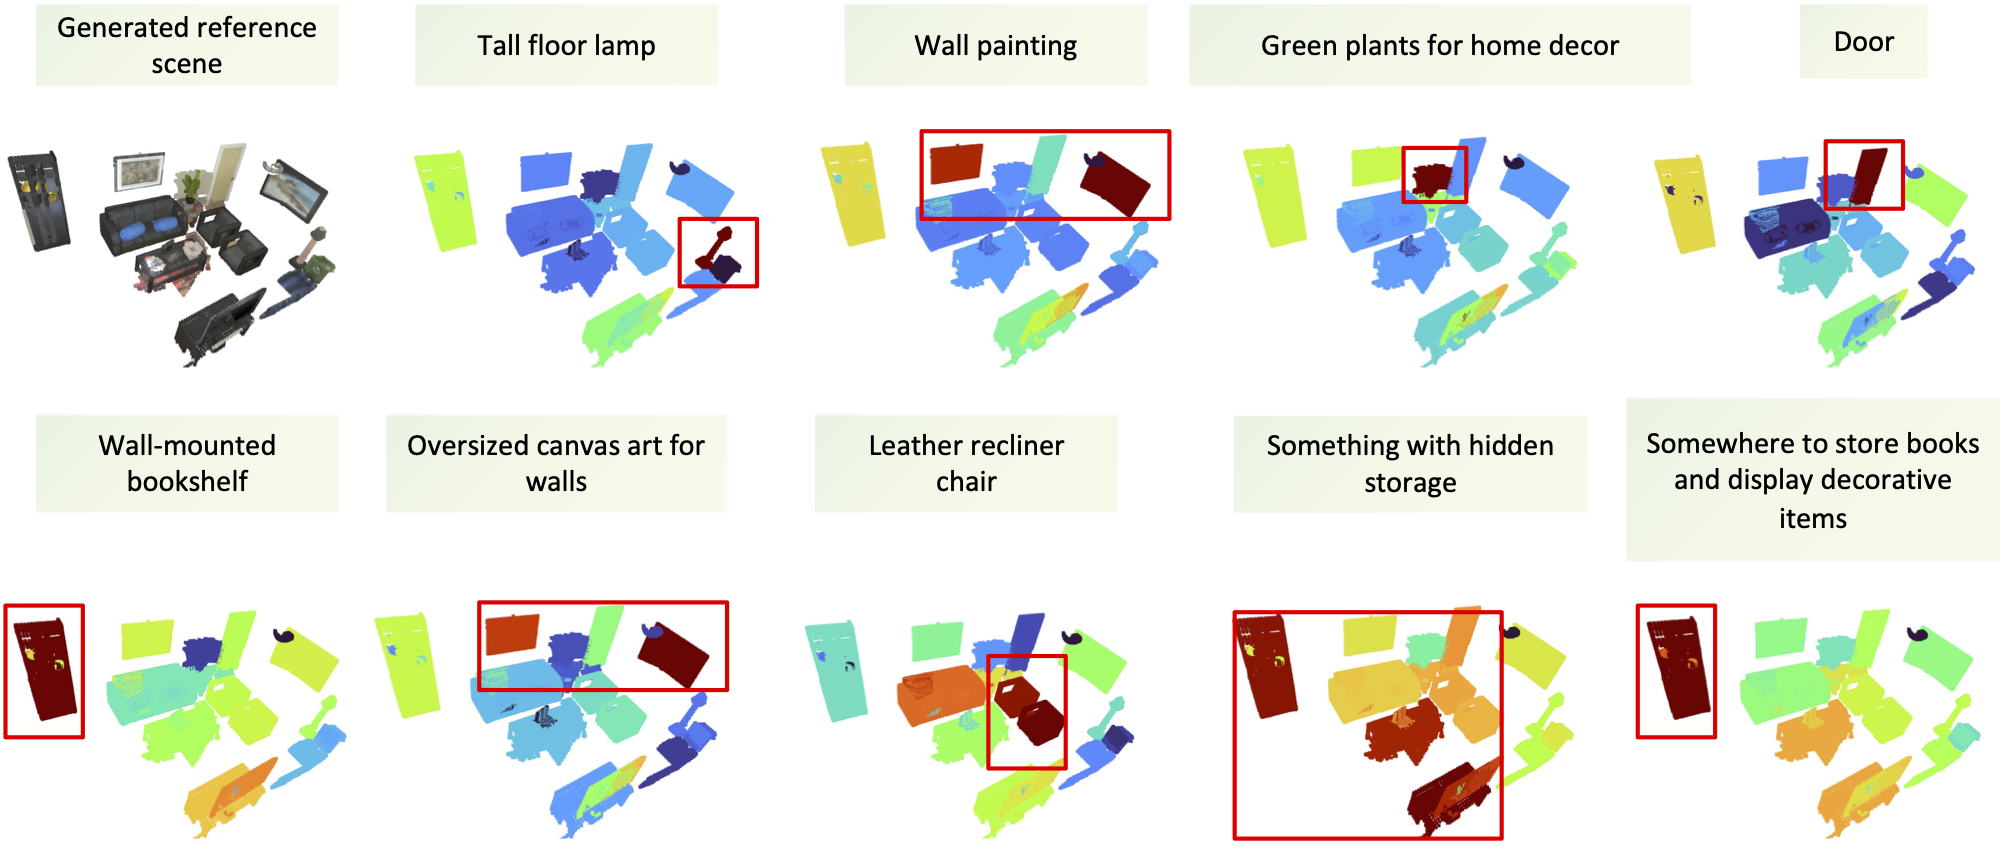 Generated reference
scene
Tall floor lamp
Wall painting
Green plants for home decor
Door
Wall-mounted
bookshelf
Oversized canvas art for
walls
Leather recliner
chair
Something with hidden
storage
Somewhere to store books
and display decorative
items